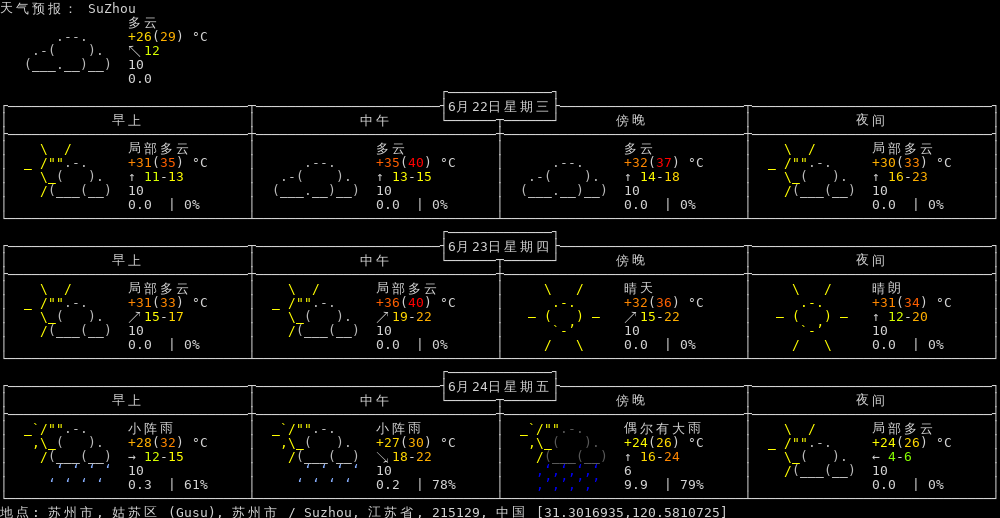 天气预报: SuZhou
多云
+26(29) °C
↖ 12
10
0.0
6月22日星期三
早上 中午 傍晚 夜间
局部多云 多云 多云 局部多云
+31(35) °C +35(40) °C +32(37) °C +30(33) °C
↑ 11-13 ↑ 13-15 ↑ 14-18 ↑ 16-23
10 10 10 10
0.0 | 0% 0.0 | 0% 0.0 | 0% 0.0 | 0%
6月23日星期四
早上 中午 傍晚 夜间
局部多云 局部多云 晴天 晴朗
+31(33) °C +36(40) °C +32(36) °C +31(34) °C
↗ 15-17 ↗ 19-22 ↗ 15-22 ↑ 12-20
10 10 10 10
0.0 | 0% 0.0 | 0% 0.0 | 0% 0.0 | 0%
6月24日星期五
早上 中午 傍晚 夜间
小阵雨 小阵雨 偶尔有大雨 局部多云
+28(32) °C +27(30) °C +24(26) °C +24(26) °C
→ 12-15 ↘ 18-22 ↑ 16-24 ← 4-6
10 10 6 10
0.3 | 61% 0.2 | 78% 9.9 | 79% 0.0 | 0%
地点: 苏州市, 姑苏区 (Gusu), 苏州市 / Suzhou, 江苏省, 215129, 中国 [31.3016935,120.5810725]